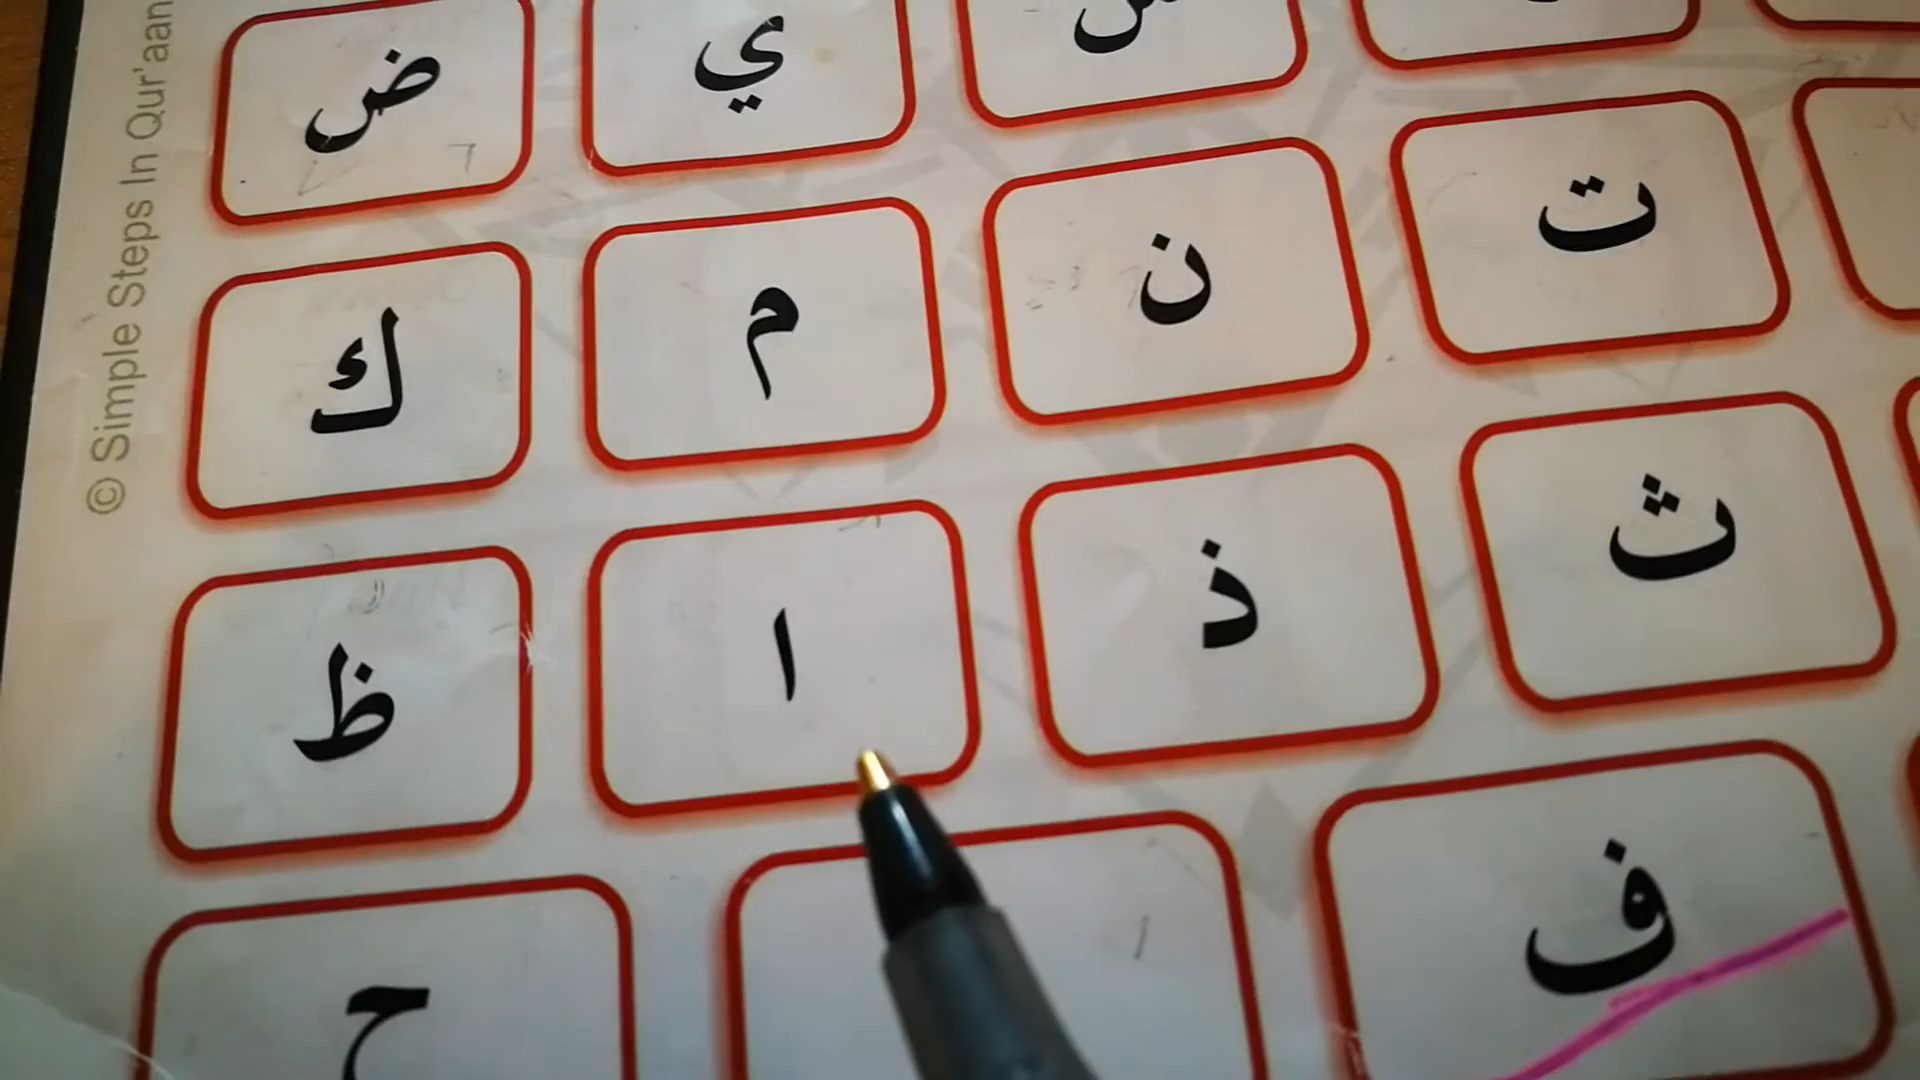 ي ض
ت ن م ك
ث ذ ا ظ
ف ح
© Simple Steps In Qur'aan